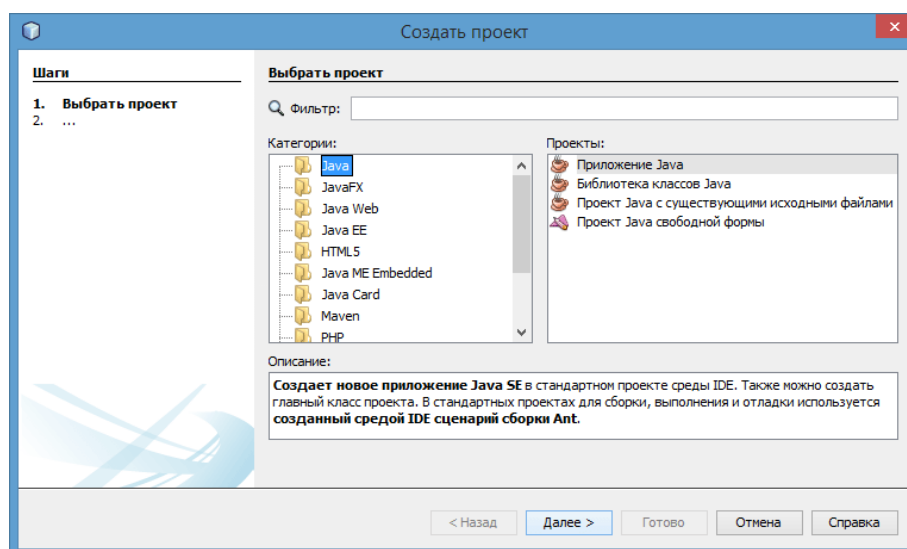 Создать проект
Шаги
1. Выбрать проект
2. ...
Выбрать проект
Фильтр:
Категории:
Java
JavaFX
Java Web
Java EE
HTML5
Java ME Embedded
Java Card
Maven
PHP
Проекты:
Приложение Java
Библиотека классов Java
Проект Java с существующими исходными файлами
Проект Java свободной формы
Описание:
Создает новое приложение Java SE в стандартном проекте среды IDE. Также можно создать
главный класс проекта. В стандартных проектах для сборки, выполнения и отладки используется
созданный средой IDE сценарий сборки Ant.
< Назад
Далее >
Готово
Отмена
Справка